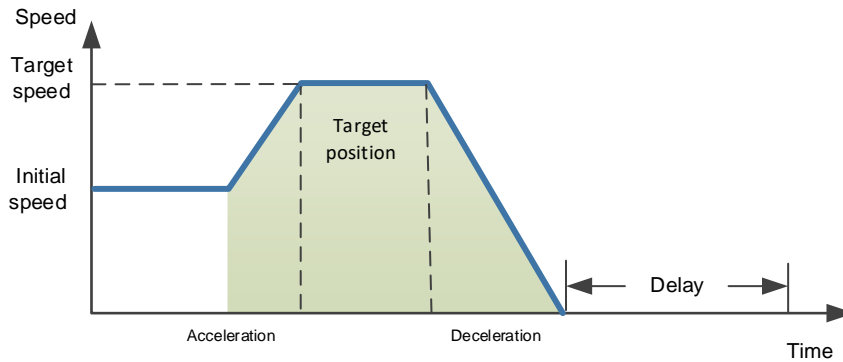 Speed
Target
speed
Target
position
Initial
speed
Delay
Acceleration
Deceleration
Time